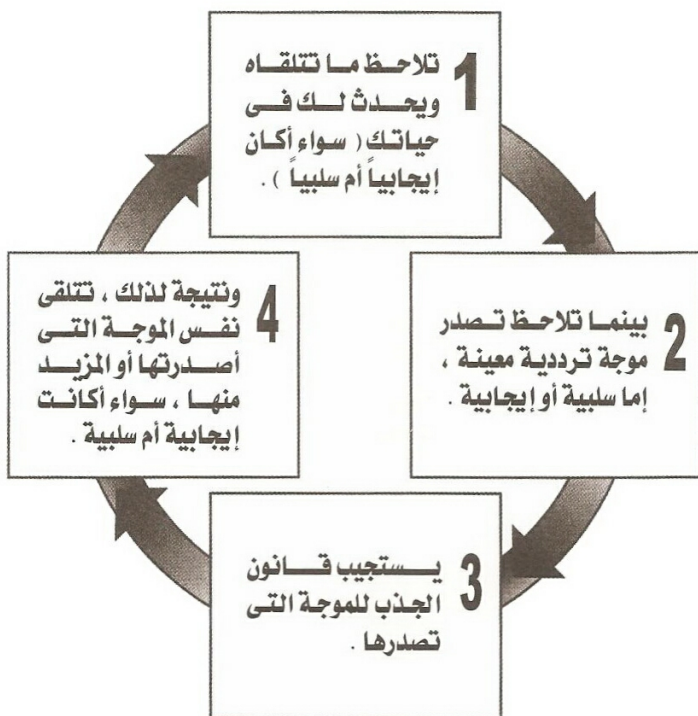 1 تلاحظ ما تتلقاه
ويحدث لك فى
حياتك ( سواء أكان
إيجابياً أم سلبياً ) .
2 بينما تلاحظ تصدر
موجة ترددية معينة ،
إما سلبية أو إيجابية .
3 يستجيب قانون
الجذب للموجة التى
تصدرها .
4 ونتيجة لذلك ، تتلقى
نفس الموجة التى
أصدرتها أو المزيد
منها ، سواء أكانت
إيجابية أم سلبية .